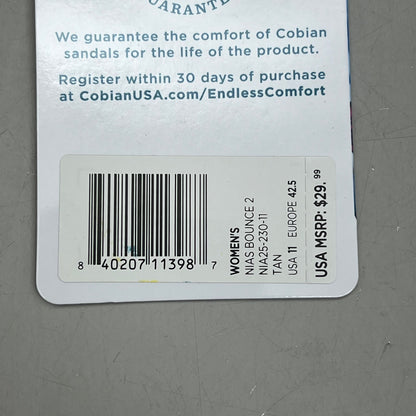 GUARANTE
We guarantee the comfort of Cobian
sandals for the life of the product.
Register within 30 days of purchase
at CobianUSA.com/EndlessComfort
8 40207 11398 7
WOMEN'S
NIAS BOUNCE 2
NIA25-230-11
TAN
USA 11 EUROPE 42.5
USA MSRP: $29.99